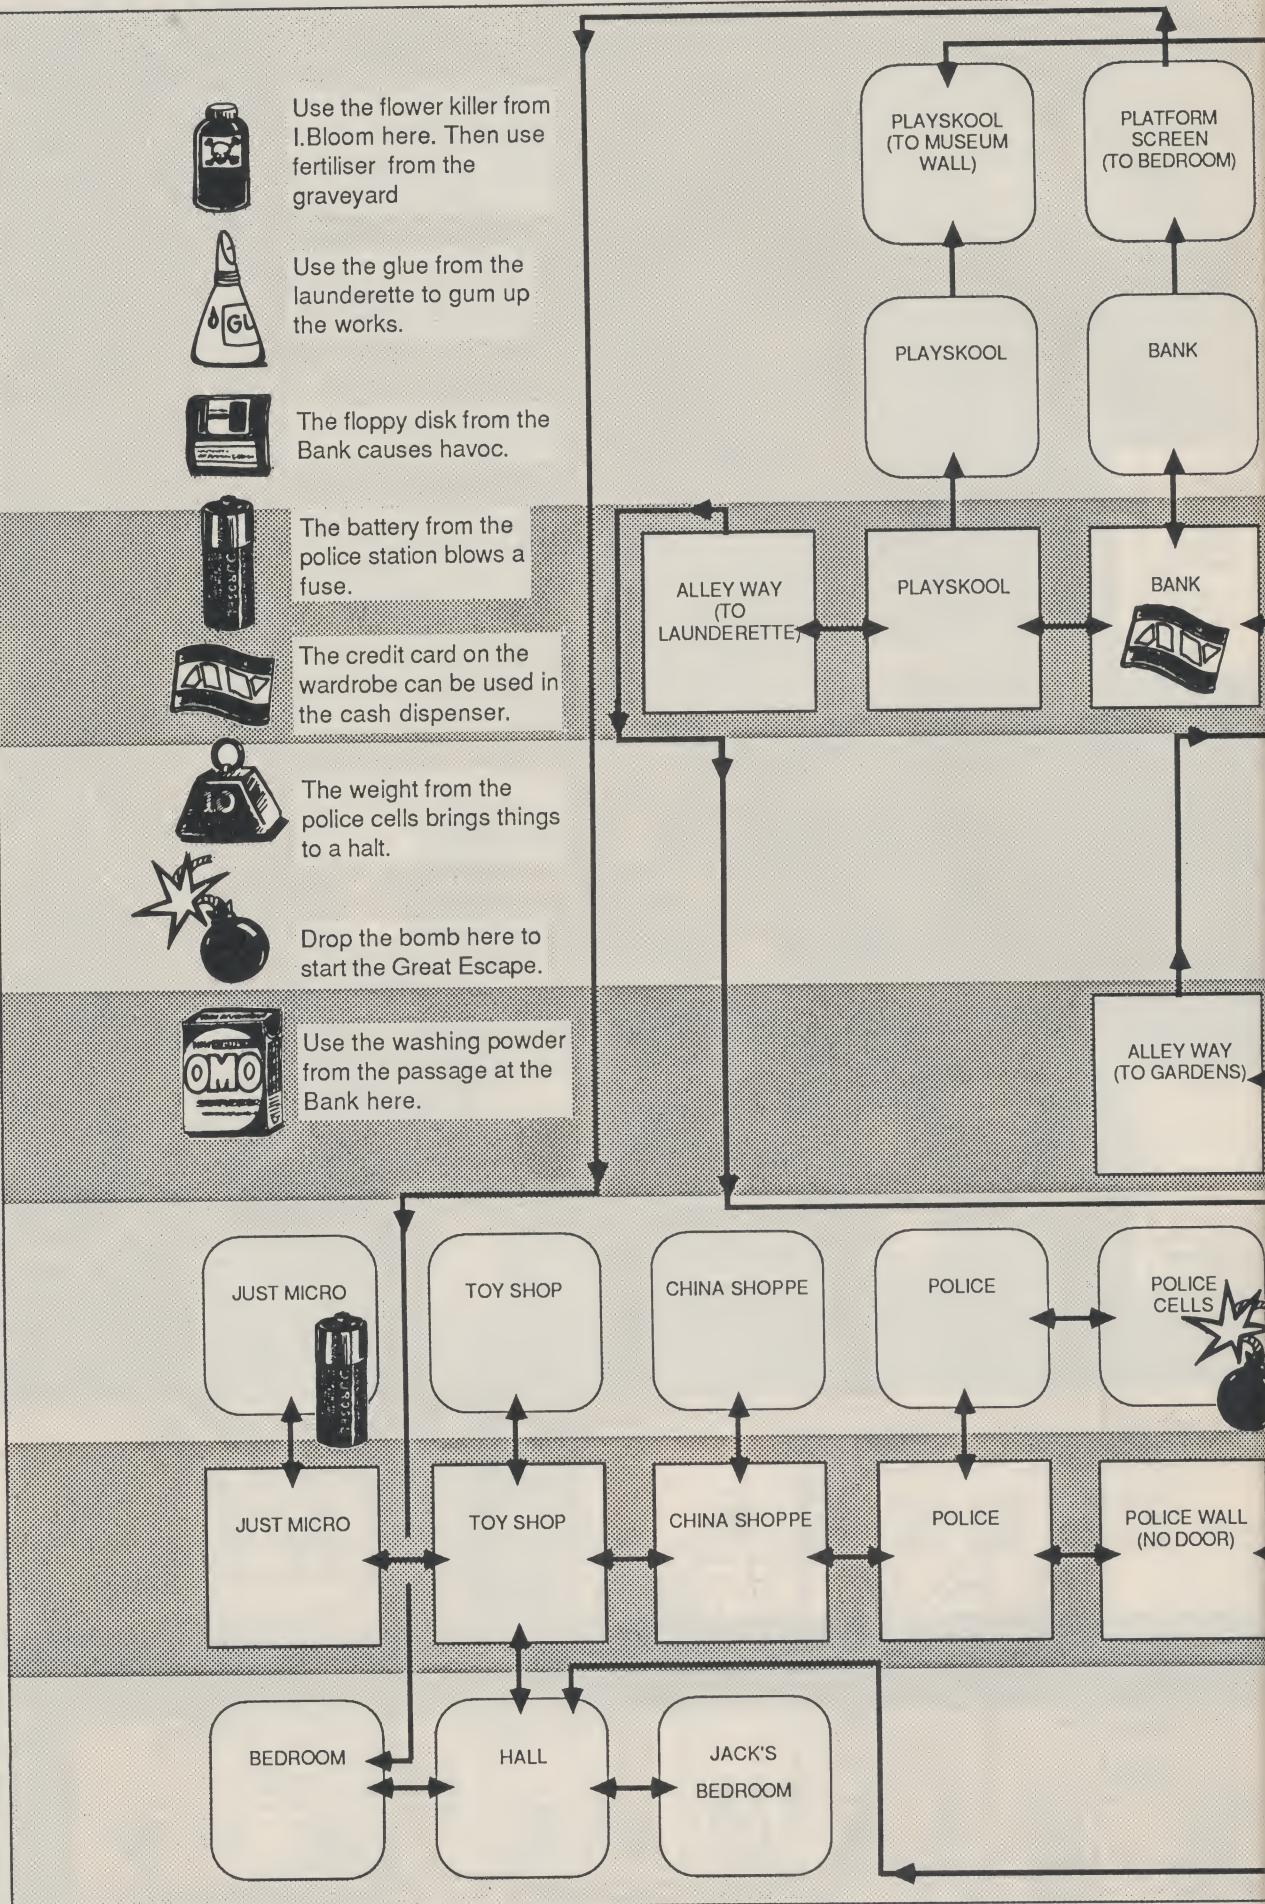 Use the flower killer from
I.Bloom here. Then use
fertiliser from the
graveyard
GL
Use the glue from the
launderette to gum up
the works.
The floppy disk from the
Bank causes havoc.
The battery from the
police station blows a
fuse.
The credit card on the
wardrobe can be used in
the cash dispenser.
10
The weight from the
police cells brings things
to a halt.
Drop the bomb here to
start the Great Escape.
OMO
Use the washing powder
from the passage at the
Bank here.
PLAYSKOOL
(TO MUSEUM
WALL)
PLATFORM
SCREEN
(TO BEDROOM)
PLAYSKOOL
BANK
ALLEY WAY
(TO
LAUNDERETTE)
PLAYSKOOL
BANK
ALLEY WAY
(TO GARDENS)
JUST MICRO
TOY SHOP
CHINA SHOPPE
POLICE
POLICE
CELLS
JUST MICRO
TOY SHOP
CHINA SHOPPE
POLICE
POLICE WALL
(NO DOOR)
BEDROOM
HALL
JACK'S
BEDROOM